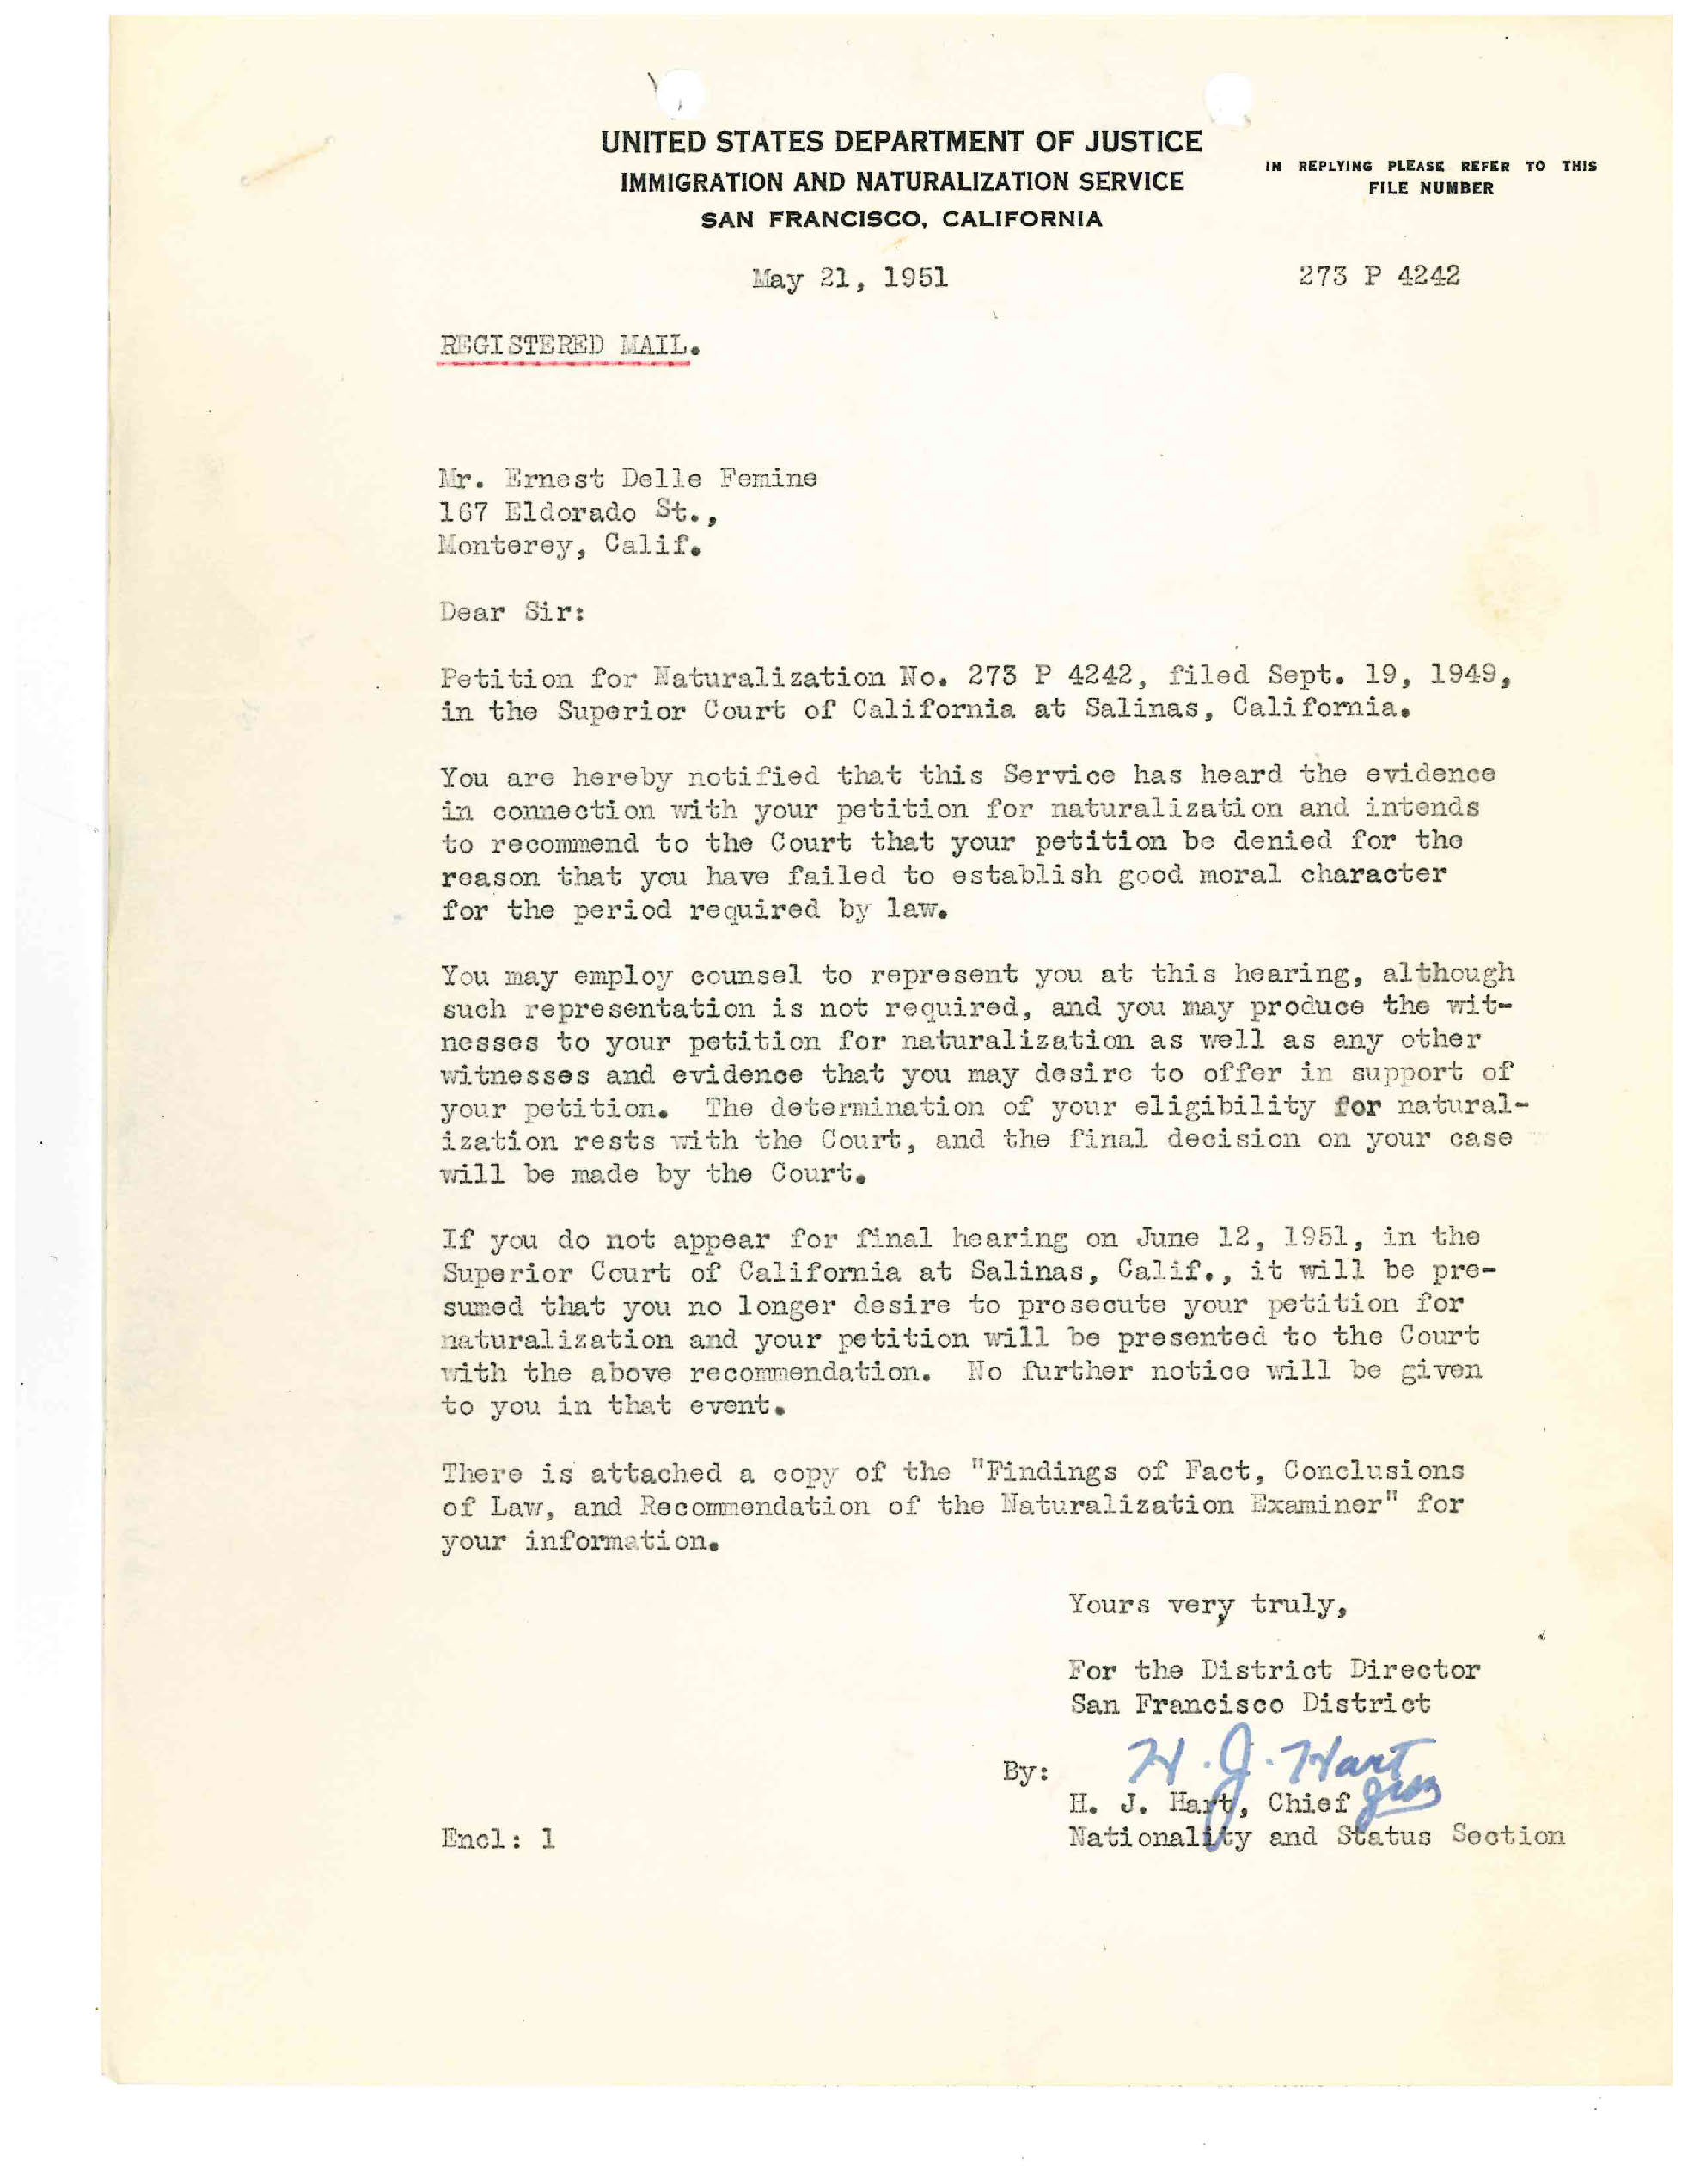 UNITED STATES DEPARTMENT OF JUSTICE
IMMIGRATION AND NATURALIZATION SERVICE
SAN FRANCISCO, CALIFORNIA
IN REPLYING PLEASE REFER TO THIS
FILE NUMBER
May 21, 1951
273 P 4242
REGISTERED MAIL.
Mr. Ernest Delle Femine
167 Eldorado St.,
Monterey, Calif.
Dear Sir:
Petition for Naturalization No. 273 P 4242, filed Sept. 19, 1949,
in the Superior Court of California at Salinas, California.
You are hereby notified that this Service has heard the evidence
in connection with your petition for naturalization and intends
to recommend to the Court that your petition be denied for the
reason that you have failed to establish good moral character
for the period required by law.
You may employ counsel to represent you at this hearing, although
such representation is not required, and you may produce the wit-
nesses to your petition for naturalization as well as any other
witnesses and evidence that you may desire to offer in support of
your petition. The determination of your eligibility for natural-
ization rests with the Court, and the final decision on your case
will be made by the Court.
If you do not appear for final hearing on June 12, 1951, in the
Superior Court of California at Salinas, Calif., it will be pre-
sumed that you no longer desire to prosecute your petition for
naturalization and your petition will be presented to the Court
with the above recommendation. No further notice will be given
to you in that event.
There is attached a copy of the "Findings of Fact, Conclusions
of Law, and Recommendation of the Naturalization Examiner" for
your information.
Yours very truly,
For the District Director
San Francisco District
H. J. Hart
By:
H. J. Hart, Chief
Nationality and Status Section
Encl: 1